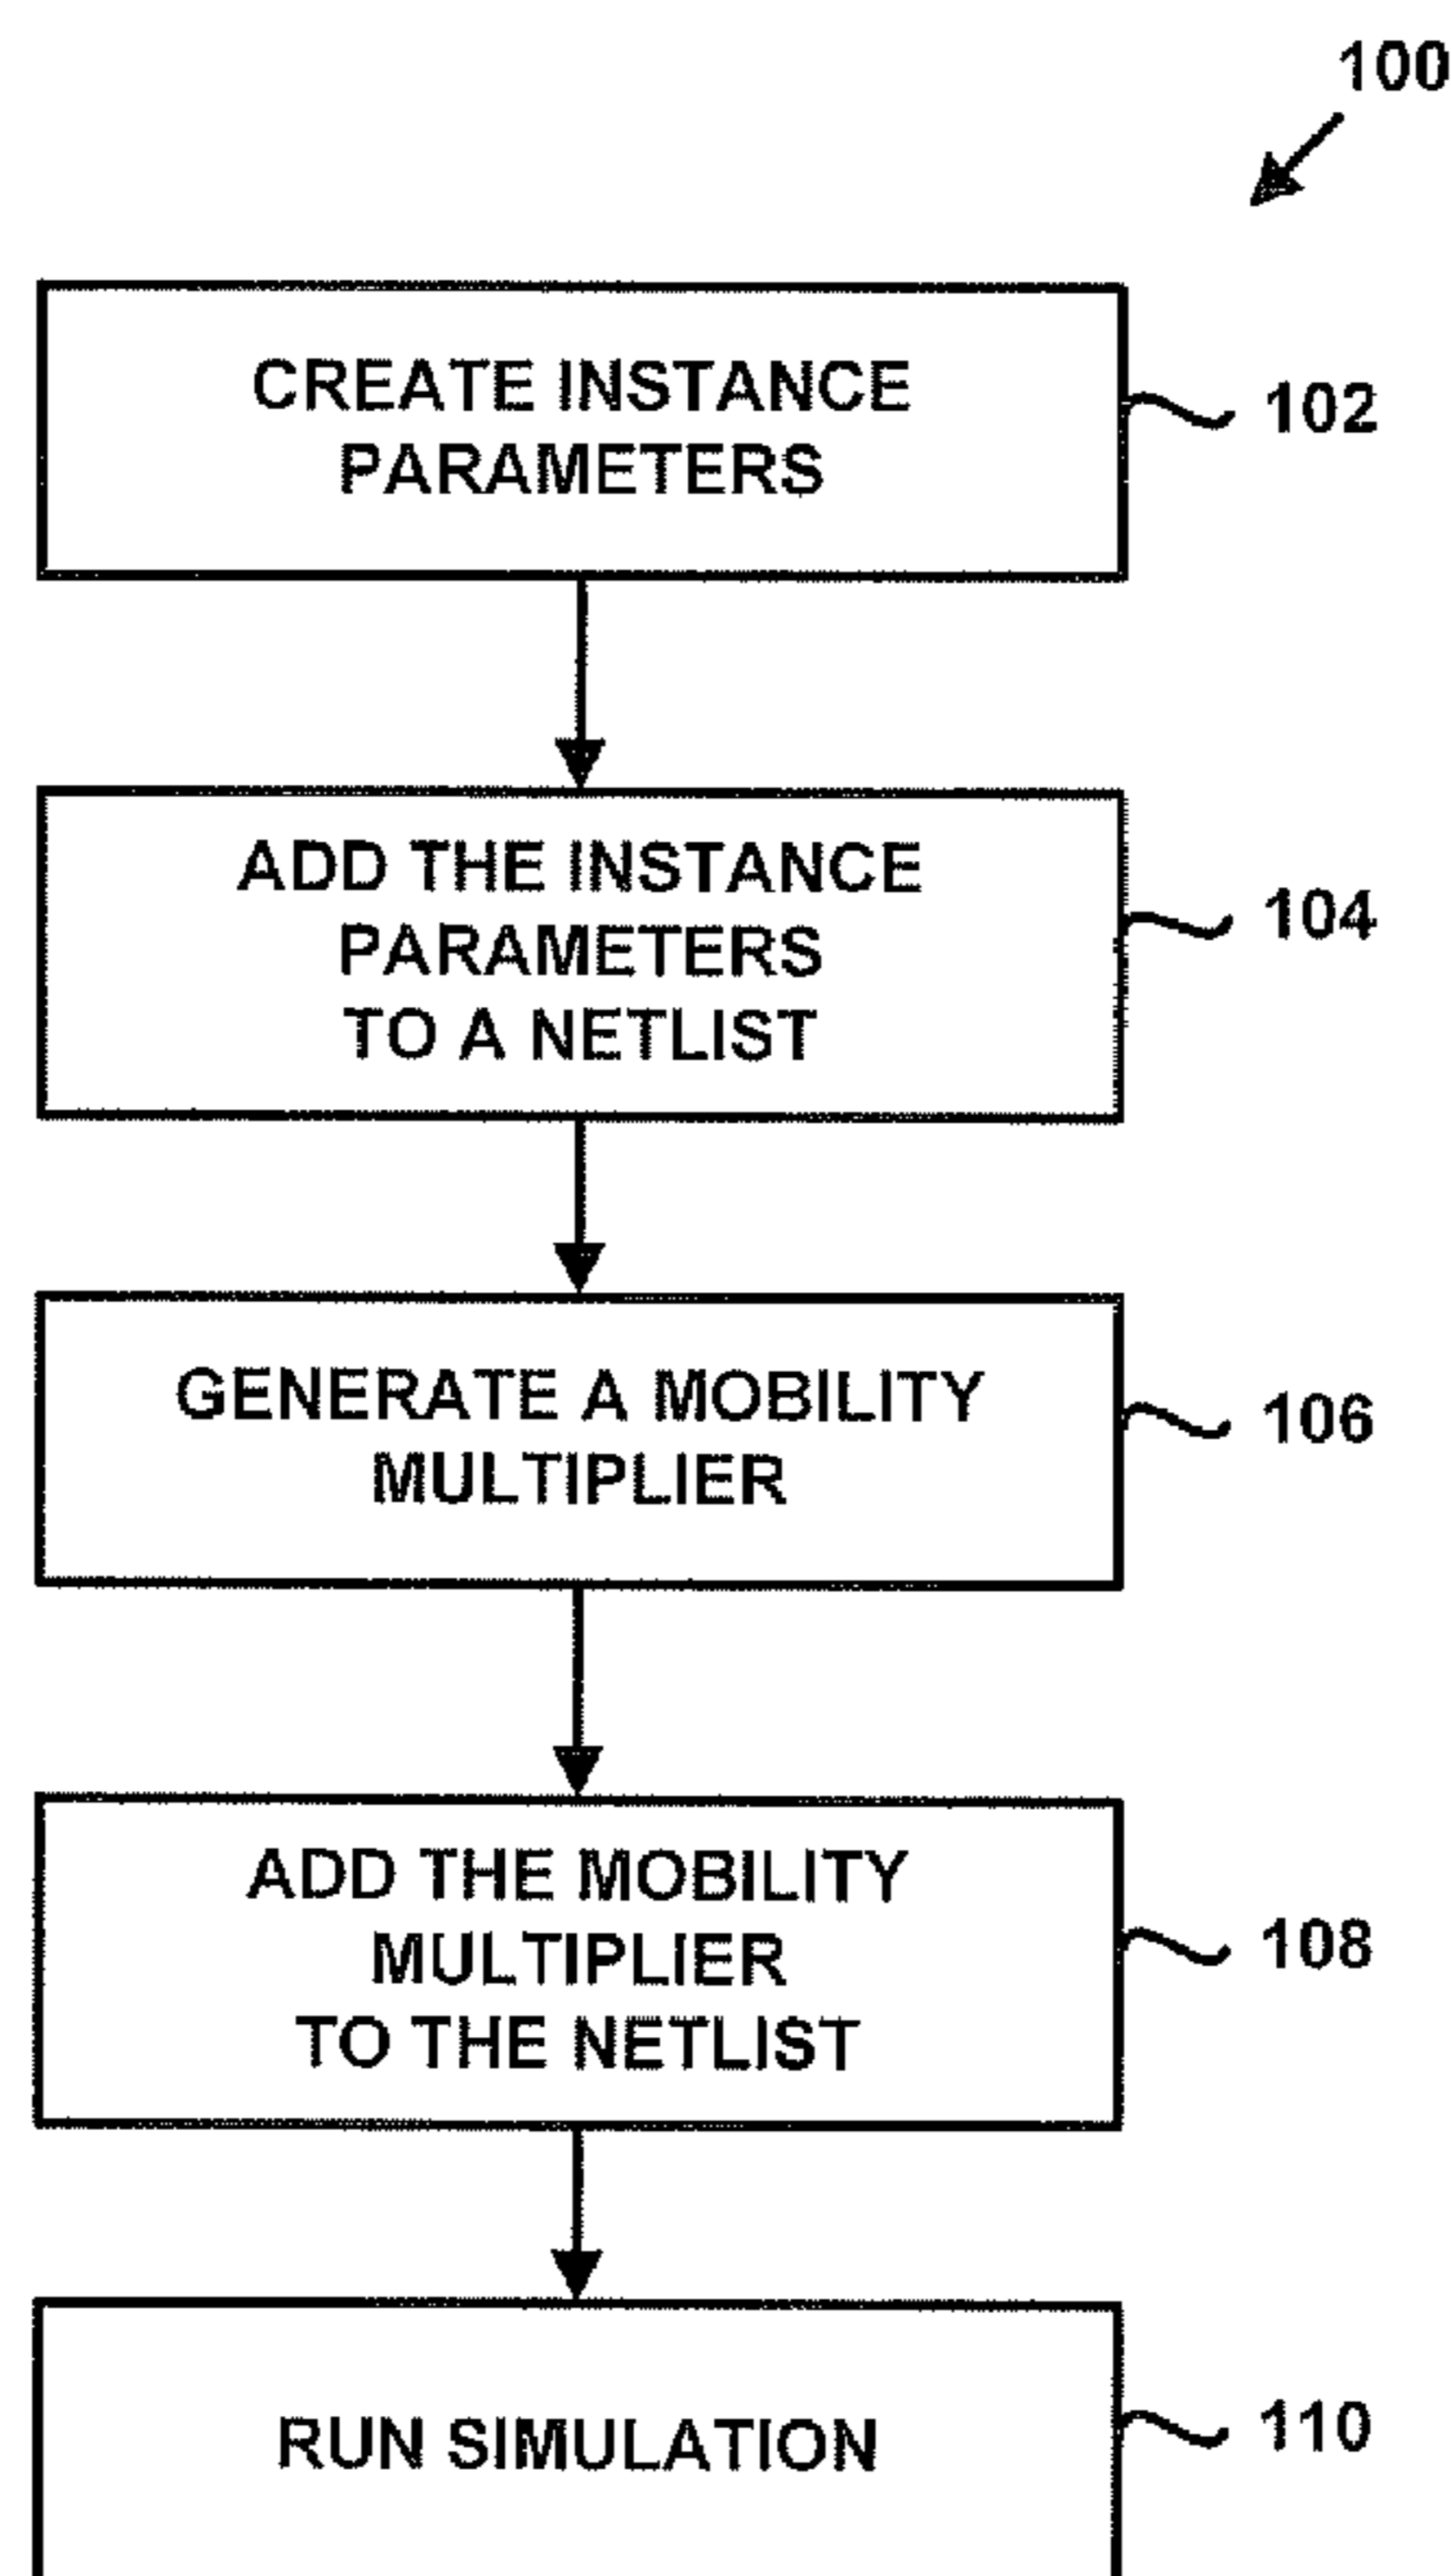 100
CREATE INSTANCE
PARAMETERS
102
ADD THE INSTANCE
PARAMETERS
TO A NETLIST
104
GENERATE A MOBILITY
MULTIPLIER
106
ADD THE MOBILITY
MULTIPLIER
TO THE NETLIST
108
RUN SIMULATION
110